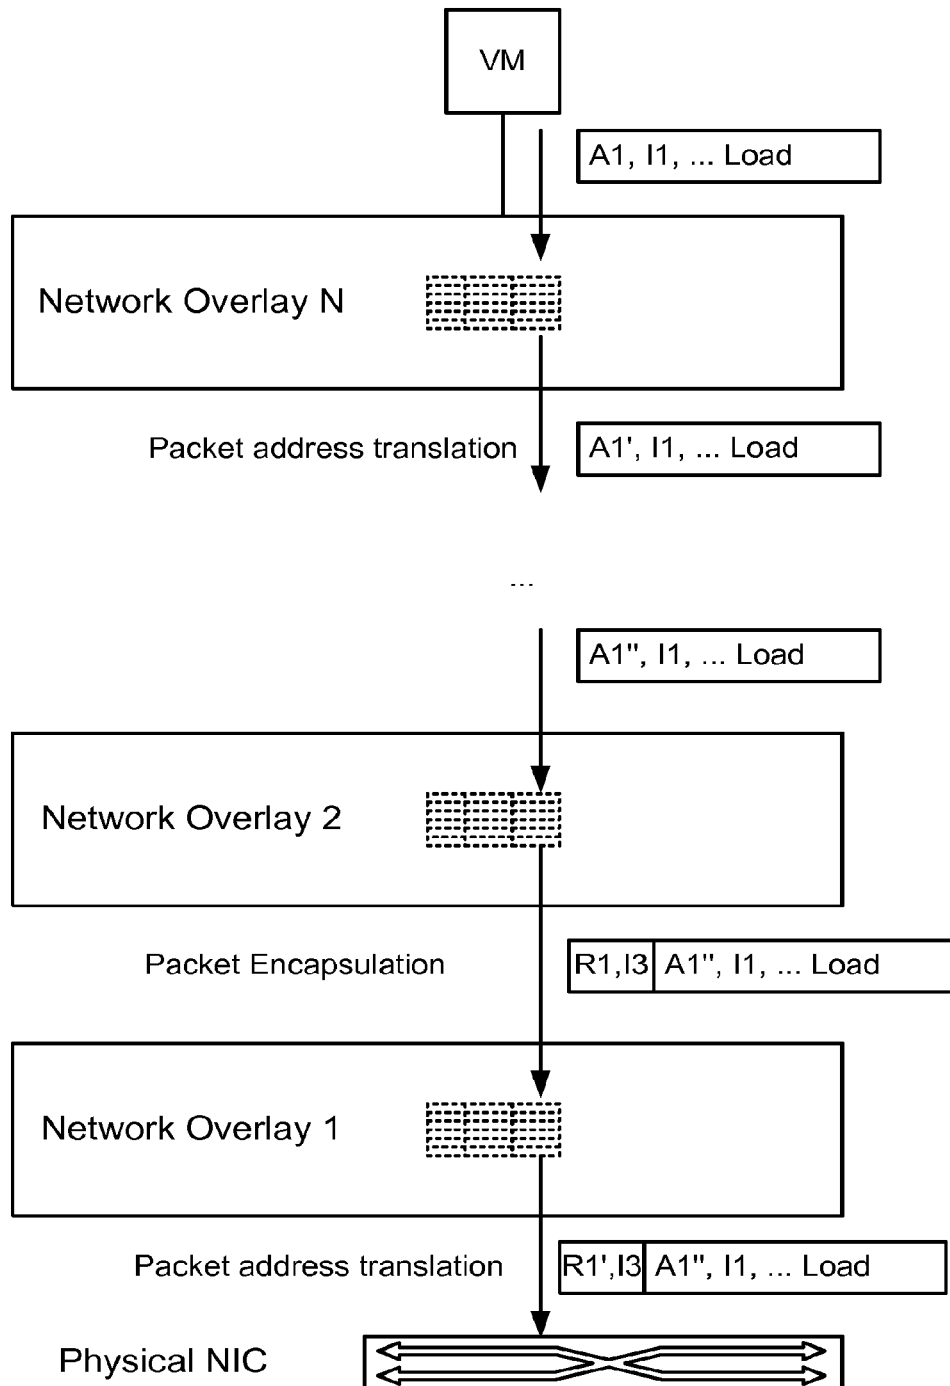 VM
A1, I1, ... Load
Network Overlay N
Packet address translation
A1', I1, ... Load
...
A1'', I1, ... Load
Network Overlay 2
Packet Encapsulation
R1,I3 A1'', I1, ... Load
Network Overlay 1
Packet address translation
R1',I3 A1'', I1, ... Load
Physical NIC